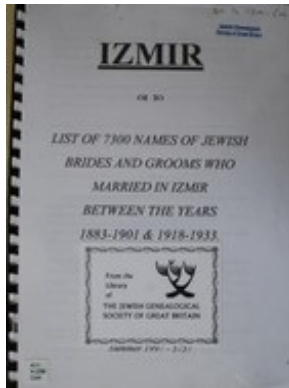 IZMIR
LIST OF 7300 NAMES OF JEWISH
BRIDES AND GROOMS WHO
MARRIED IN IZMIR
BETWEEN THE YEARS
1883-1901 & 1918-1933.
From the
Library
of
THE JEWISH GENEALOGICAL
SOCIETY OF GREAT BRITAIN